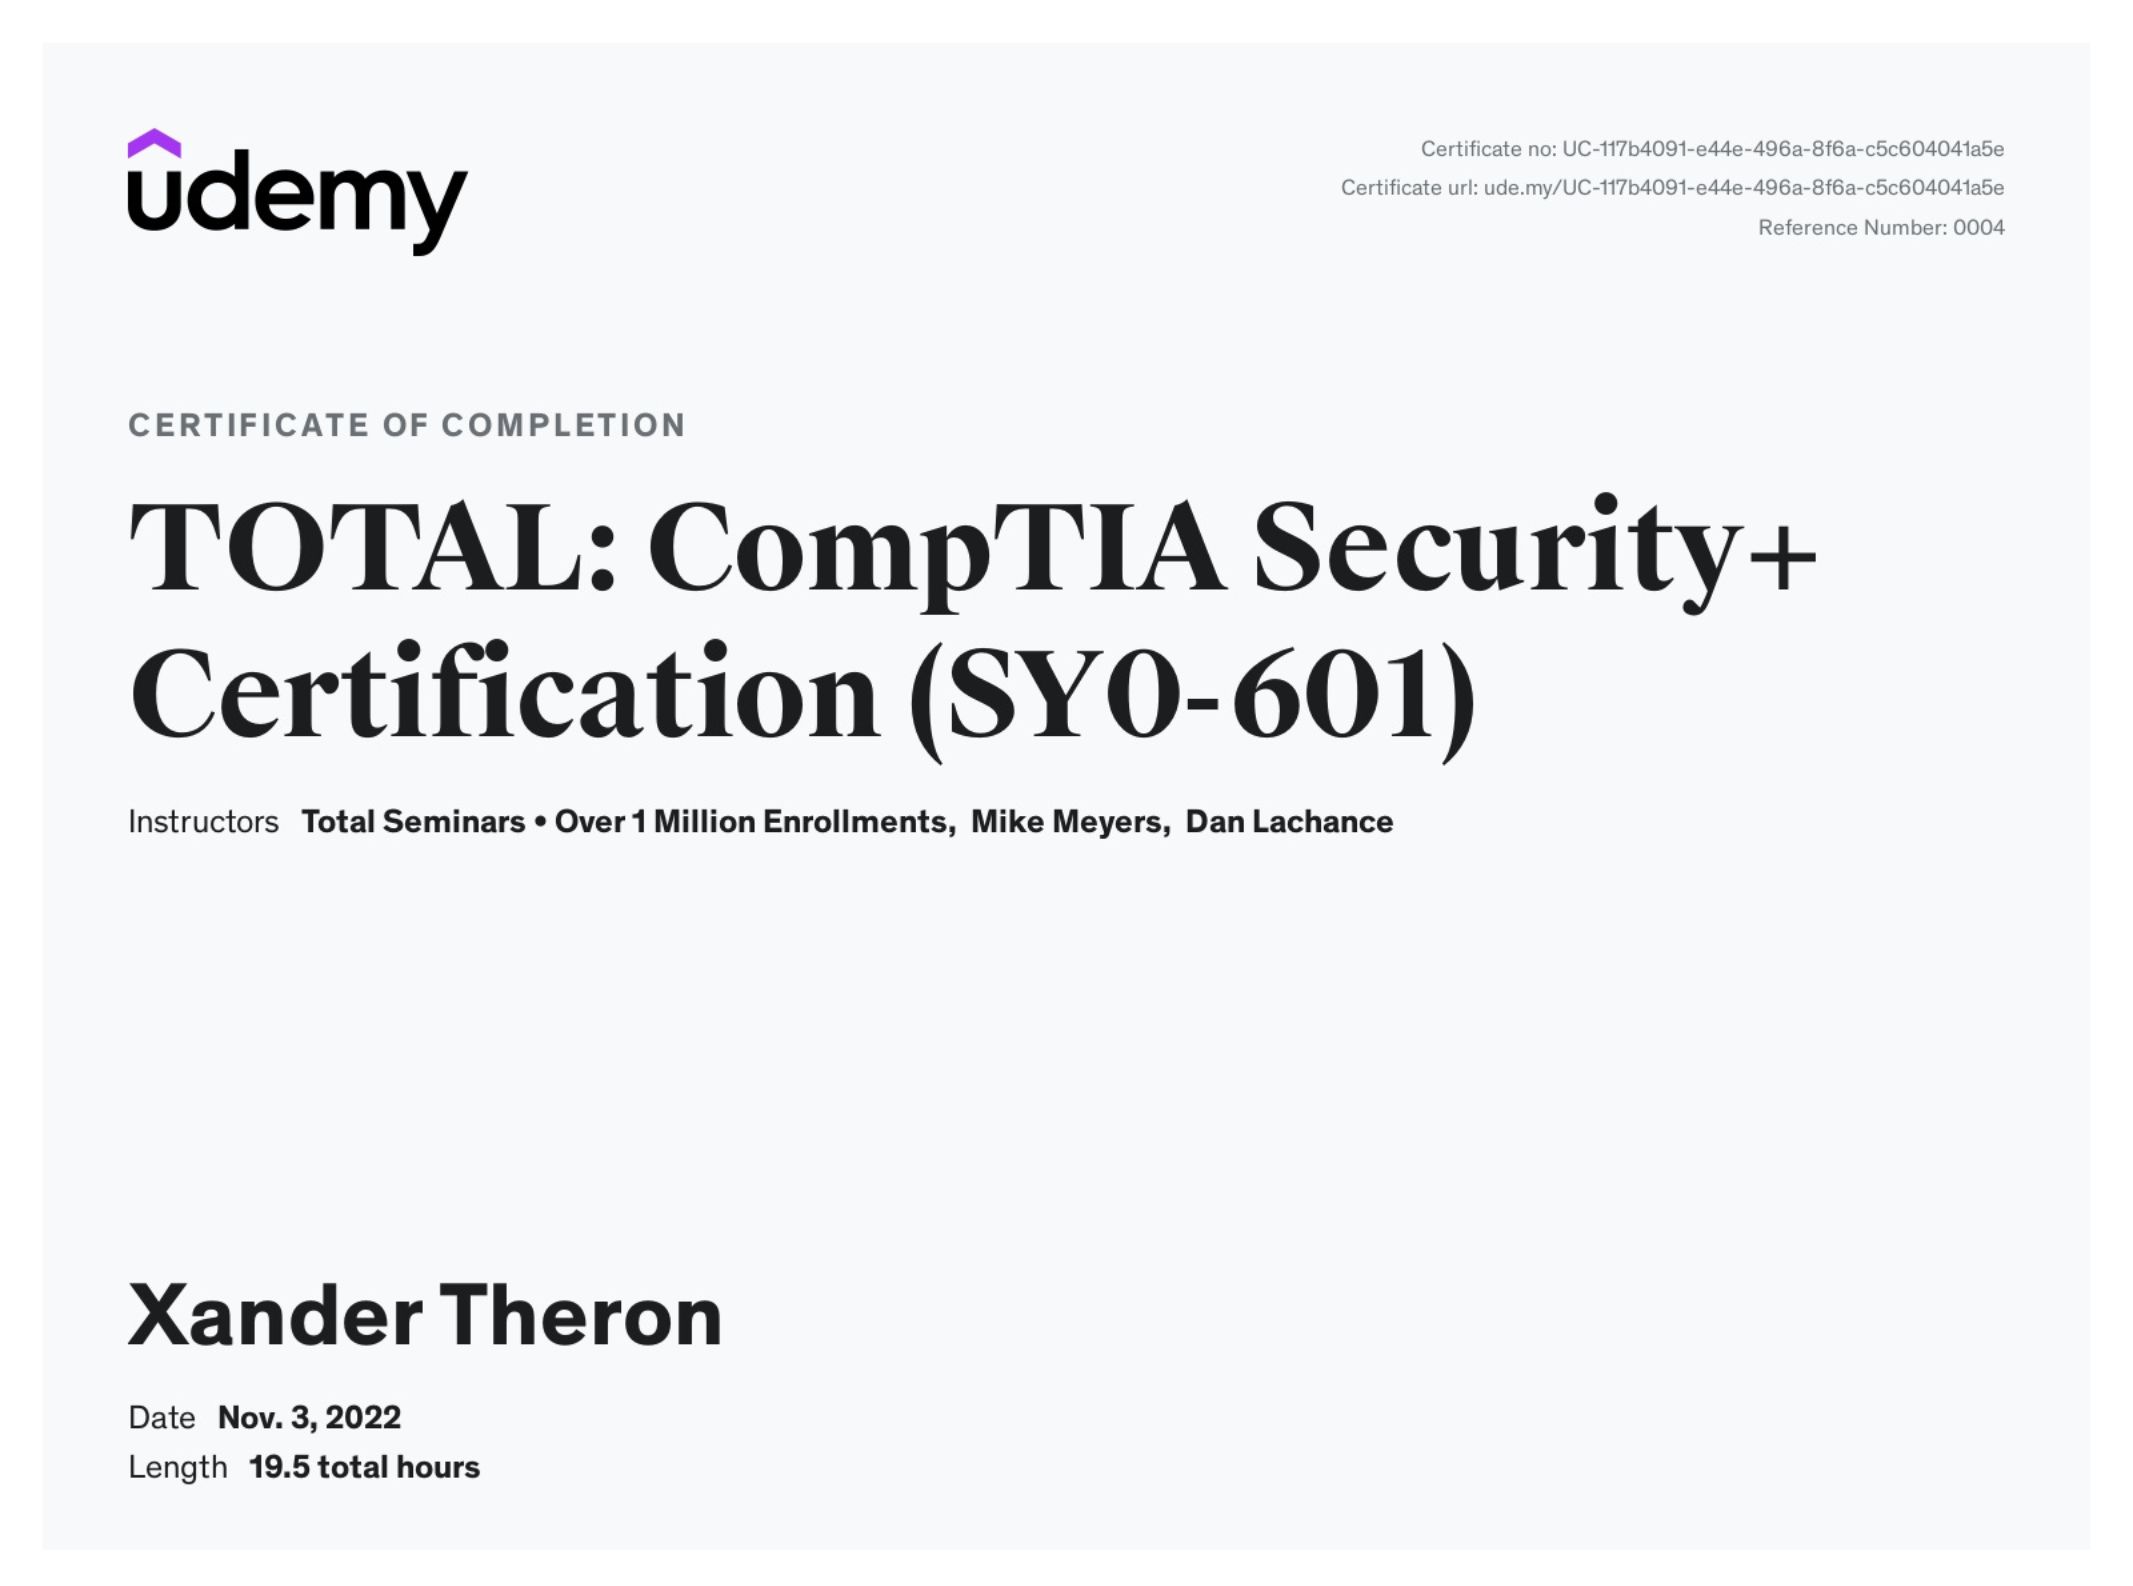 udemy
Certificate no: UC-117b4091-e44e-496a-8f6a-c5c604041a5e
Certificate url: ude.my/UC-117b4091-e44e-496a-8f6a-c5c604041a5e
Reference Number: 0004
CERTIFICATE OF COMPLETION
TOTAL: CompTIA Security+
Certification (SY0-601)
Instructors Total Seminars • Over 1 Million Enrollments, Mike Meyers, Dan Lachance
Xander Theron
Date Nov. 3, 2022
Length 19.5 total hours